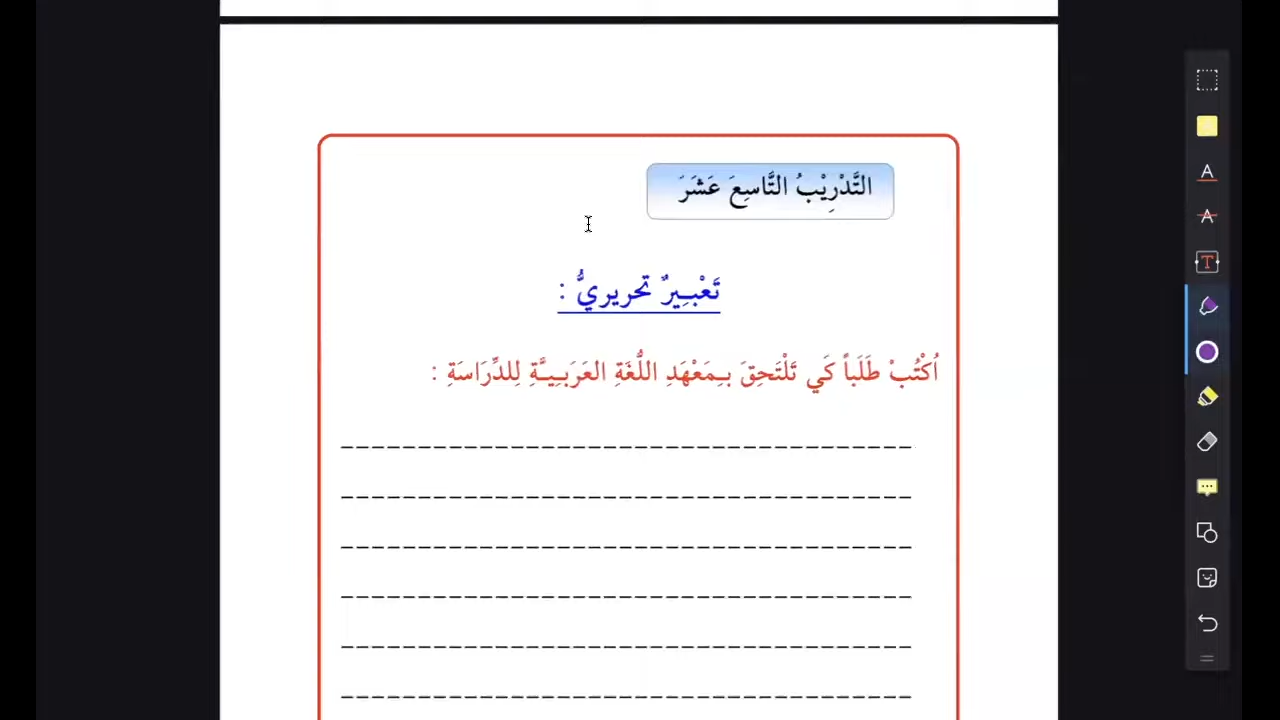 التَّدْرِيْبُ التَّاسِعَ عَشَرَ
تَعْبِيرٌ تحريريُّ :
اُكْتُبْ طَلَباً كَي تَلْتَحِقَ بِمَعْهَدِ اللُّغَةِ العَرَبِيَّةِ لِلدِّرَاسَةِ :